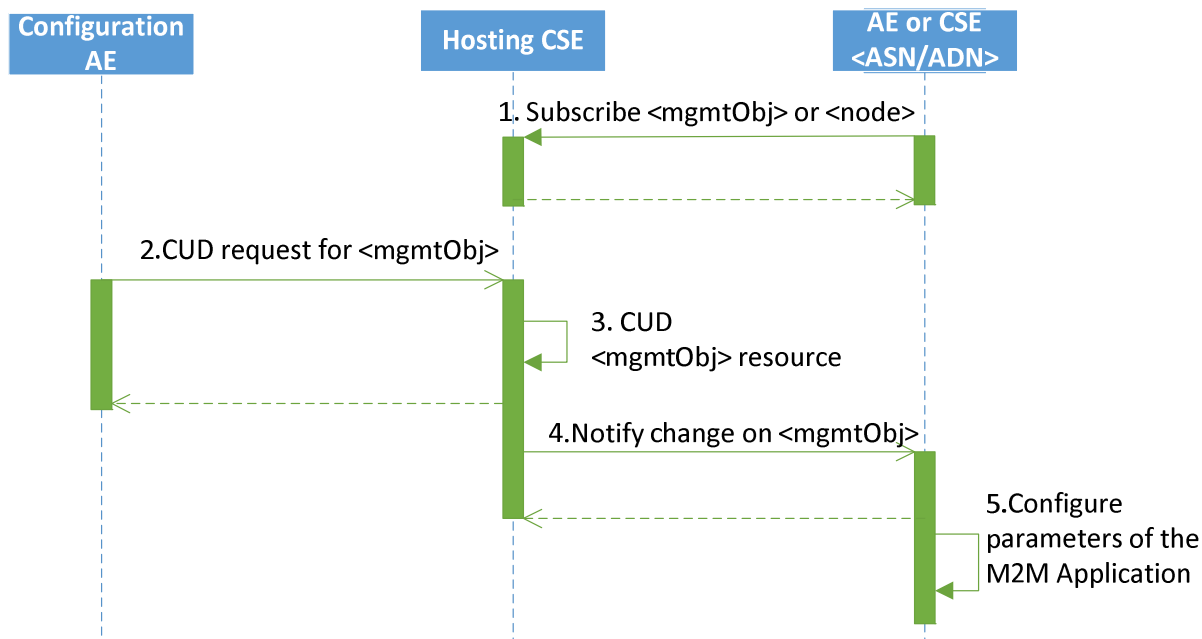 Configuration
AE
Hosting CSE
AE or CSE
<ASN/ADN>
1. Subscribe <mgmtObj> or <node>
2.CUD request for <mgmtObj>
3. CUD
<mgmtObj> resource
4.Notify change on <mgmtObj>
5.Configure
parameters of the
M2M Application